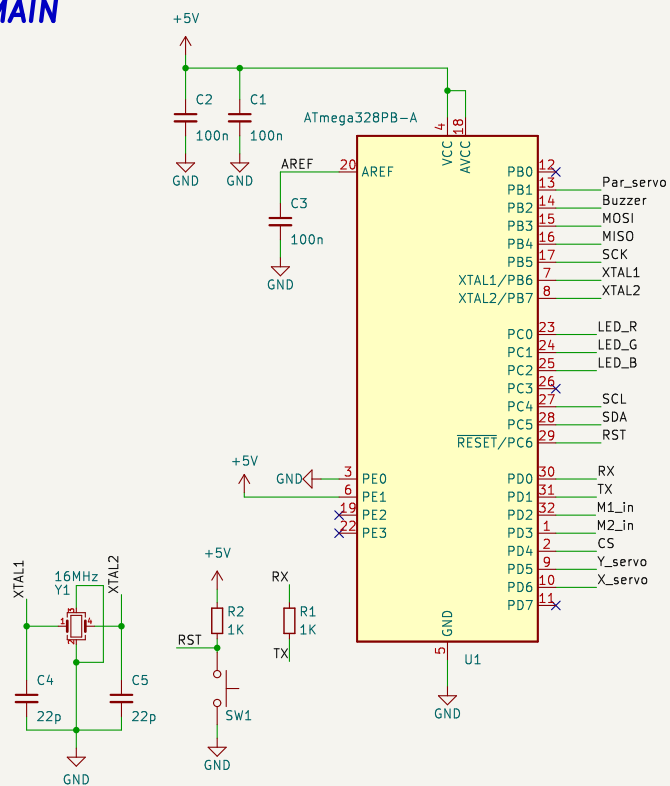 MAIN
+5V
C2
100n
GND
C1
100n
GND
ATmega328PB-A
AREF
C3
100n
GND
4
18
VCC
AVCC
20
AREF
PB0
12
PB1
13
Par_servo
PB2
14
Buzzer
PB3
15
MOSI
PB4
16
MISO
PB5
17
SCK
XTAL1/PB6
7
XTAL1
XTAL2/PB7
8
XTAL2
PC0
23
LED_R
PC1
24
LED_G
PC2
25
LED_B
PC3
26
PC4
27
SCL
PC5
28
SDA
RESET/PC6
29
RST
+5V
GND
3
PE0
6
PE1
19
PE2
22
PE3
PD0
30
RX
PD1
31
TX
PD2
32
M1_in
PD3
1
M2_in
PD4
2
CS
PD5
9
Y_servo
PD6
10
X_servo
PD7
11
GND
5
U1
GND
XTAL1
16MHz
Y1
XTAL2
1
2
3
4
C4
22p
C5
22p
GND
+5V
R2
1K
RST
SW1
GND
RX
R1
1K
TX